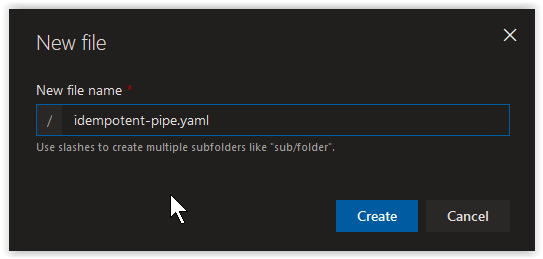 New file
New file name *
/ idempotent-pipe.yaml
Use slashes to create multiple subfolders like "sub/folder".
Create Cancel